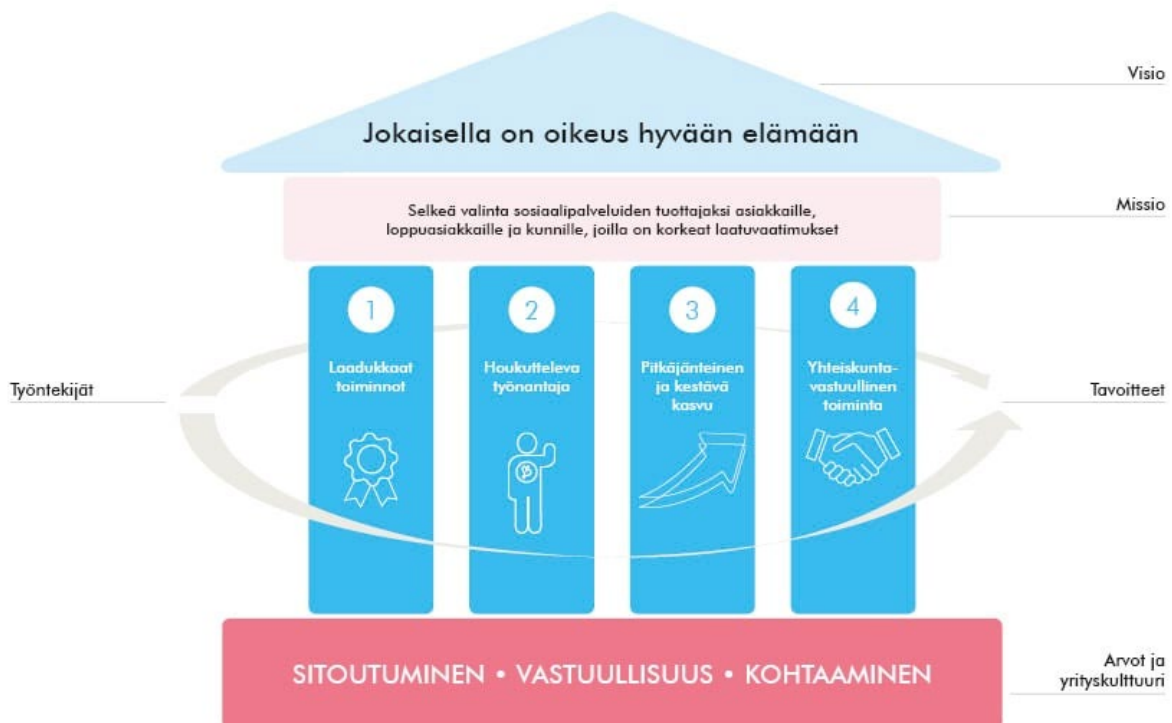 Visio
Jokaisella on oikeus hyvään elämään
Missio
Selkeä valinta sosiaalipalveluiden tuottajaksi asiakkaille,
loppuasiakkaille ja kunnille, joilla on korkeat laatuvaatimukset
1
Laadukkaat
toiminnot
2
Houkutteleva
työnantaja
3
Pitkäjänteinen
ja kestävä
kasvu
4
Yhteiskunta-
vastuullinen
toiminta
Työntekijät
Tavoitteet
SITOUTUMINEN • VASTUULLISUUS • KOHTAAMINEN
Arvot ja
yrityskulttuuri